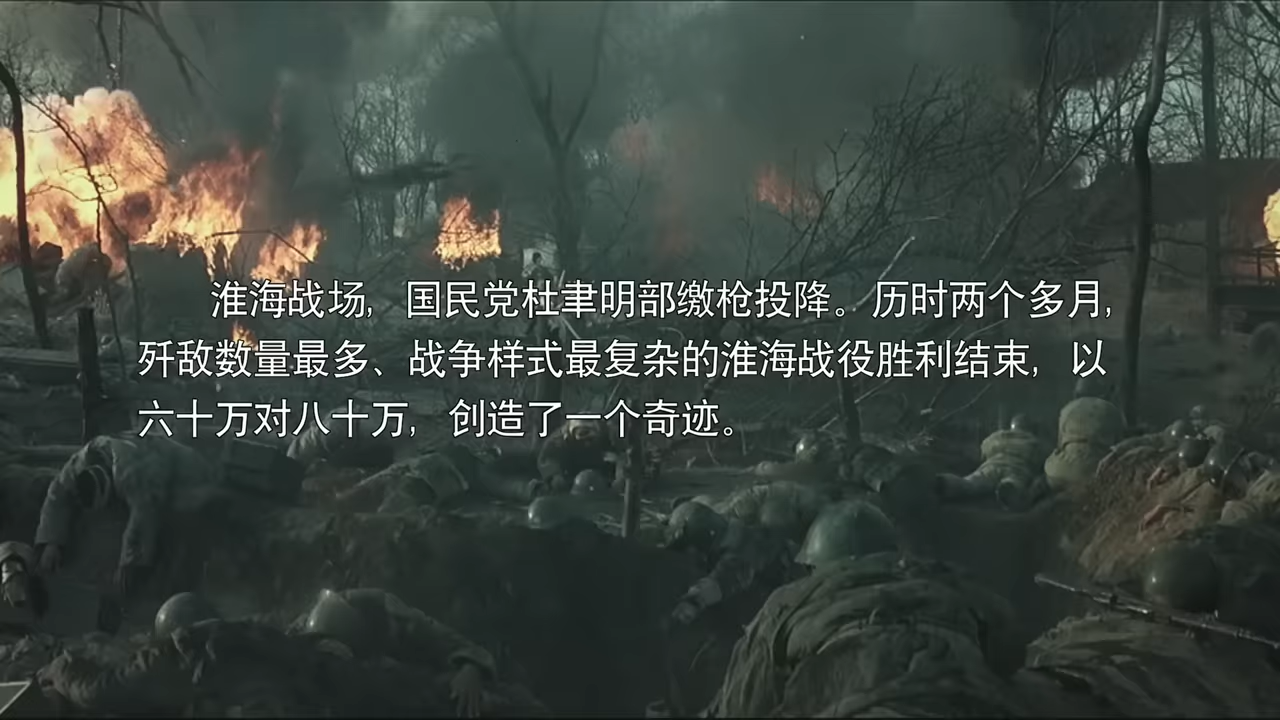 淮海战场，国民党杜聿明部缴枪投降。历时两个多月，
歼敌数量最多、战争样式最复杂的淮海战役胜利结束，以
六十万对八十万，创造了一个奇迹。